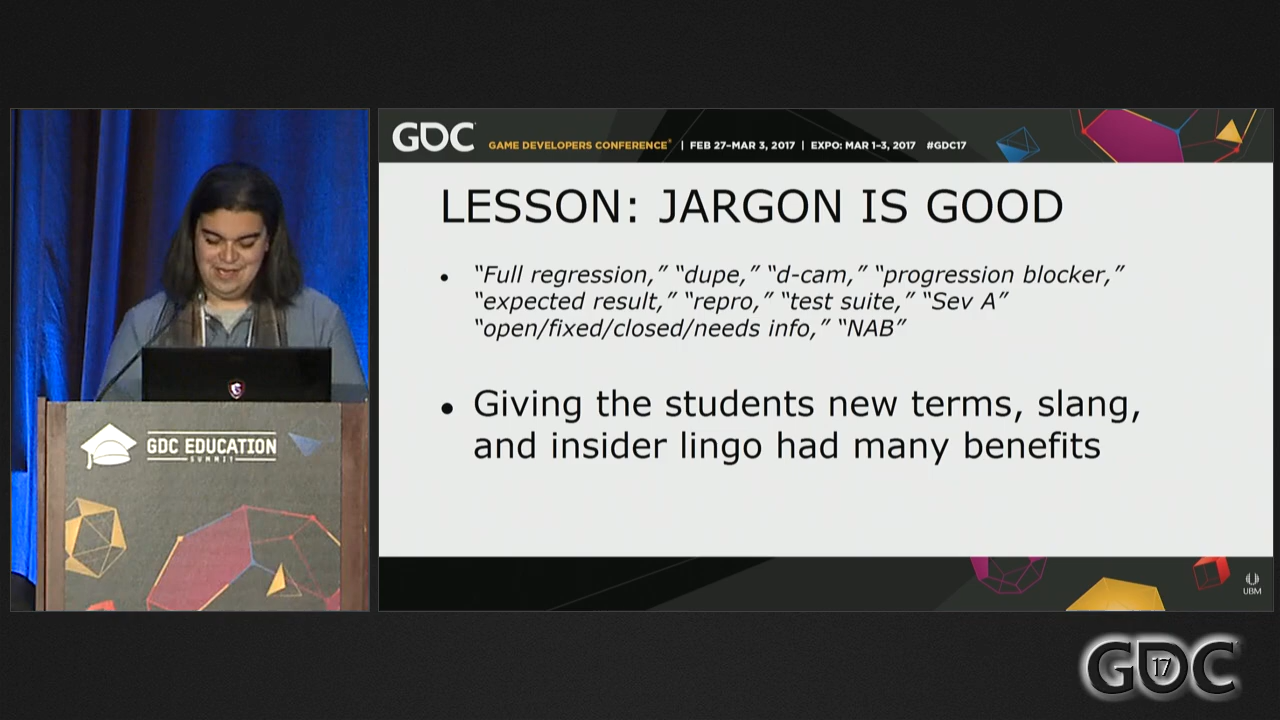 GDC
GAME DEVELOPERS CONFERENCE® | FEB 27–MAR 3, 2017 | EXPO: MAR 1–3, 2017 #GDC17
LESSON: JARGON IS GOOD
• “Full regression,” “dupe,” “d-cam,” “progression blocker,”
“expected result,” “repro,” “test suite,” “Sev A”
“open/fixed/closed/needs info,” “NAB”
• Giving the students new terms, slang,
and insider lingo had many benefits
GDC EDUCATION
SUMMIT
UBM
GDC 17